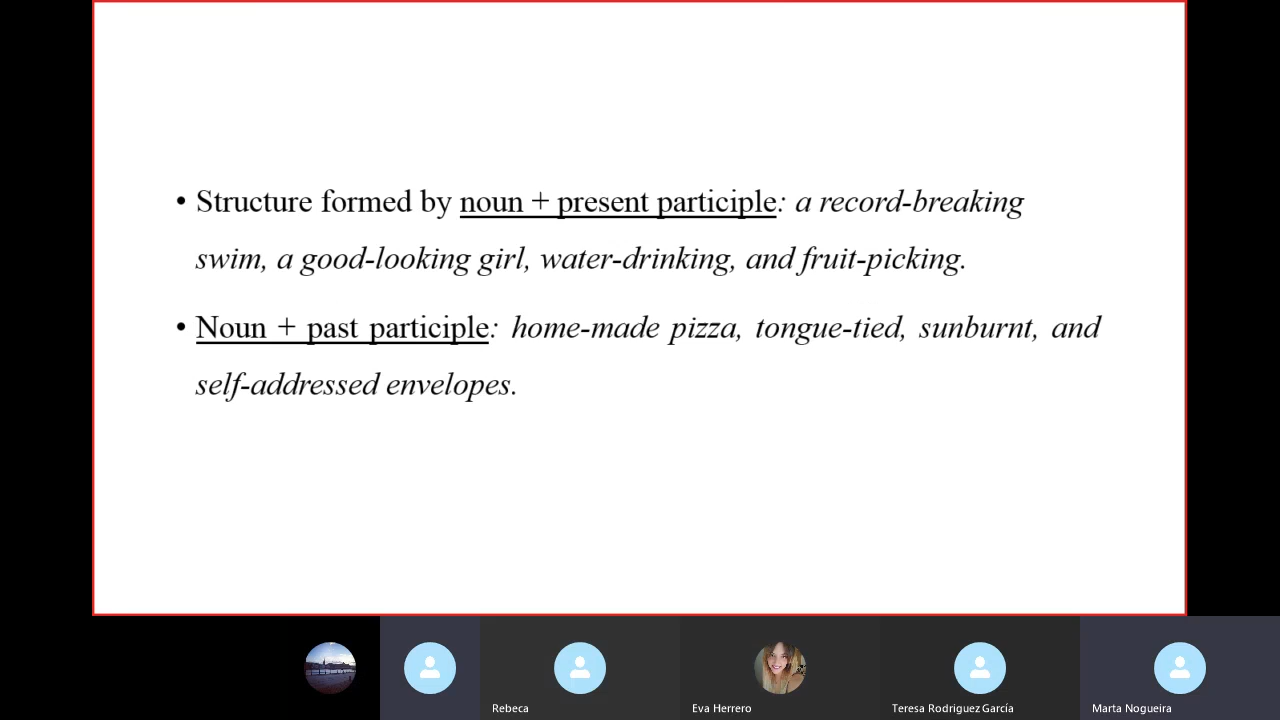 • Structure formed by noun + present participle: a record-breaking
swim, a good-looking girl, water-drinking, and fruit-picking.
• Noun + past participle: home-made pizza, tongue-tied, sunburnt, and
self-addressed envelopes.
Rebeca
Eva Herrero
Teresa Rodriguez García
Marta Nogueira